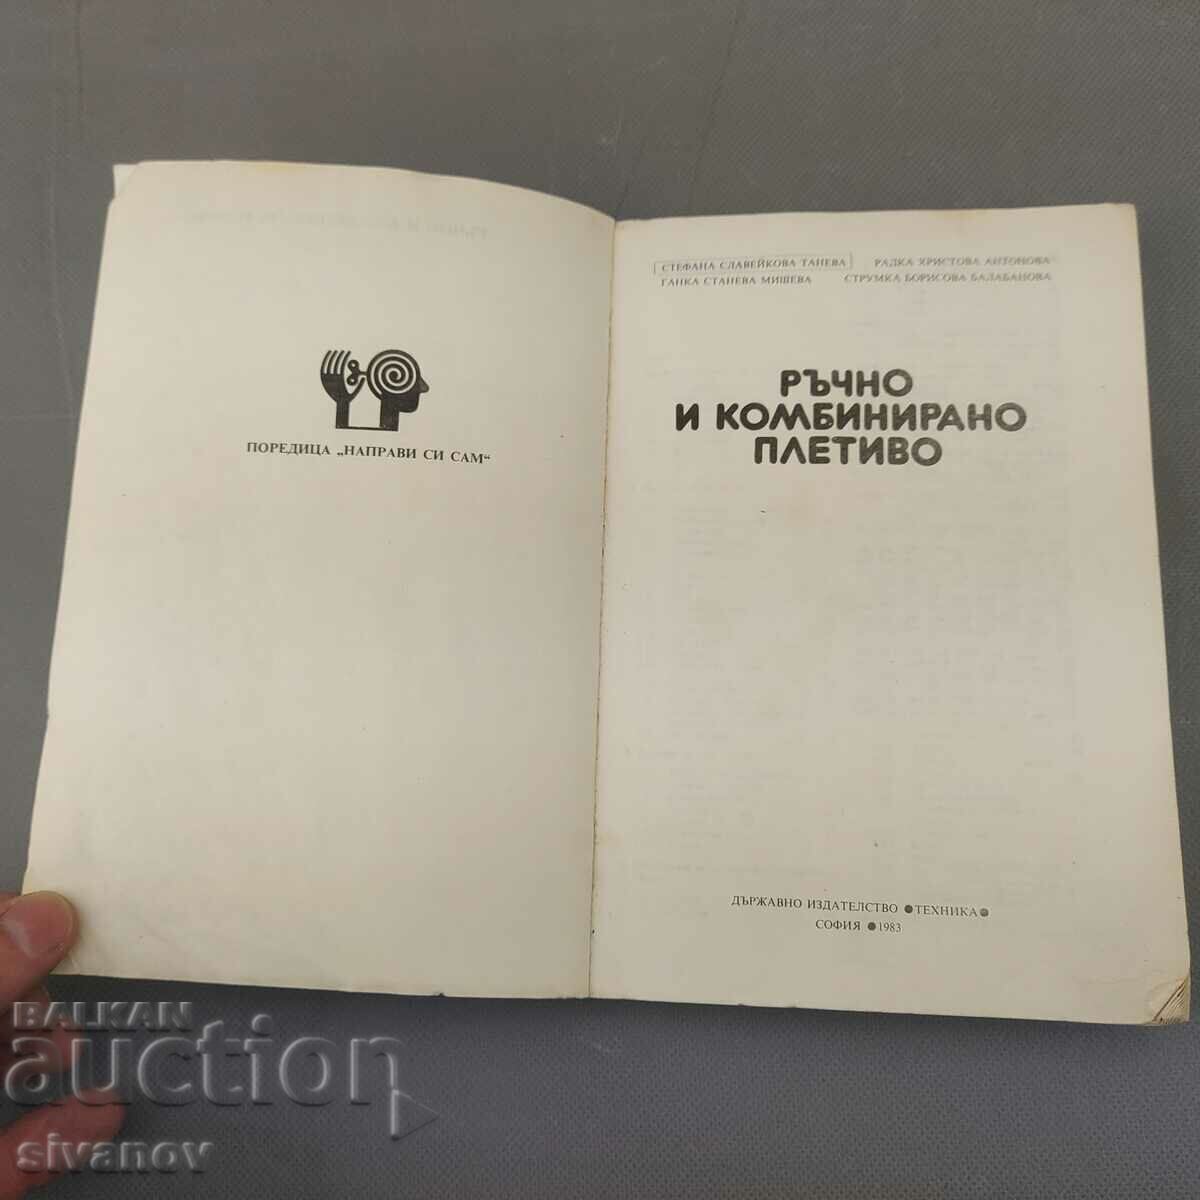 ПОРЕДИЦА „НАПРАВИ СИ САМ“
СТЕФАНА СЛАВЕЙКОВА ТАНЕВА РАДКА ХРИСТОВА АНТОНОВА
ГАНКА СТАНЕВА МИШЕВА СТРУМКА БОРИСОВА БАЛАБАНОВА
РЪЧНО
И КОМБИНИРАНО
ПЛЕТИВО
ДЪРЖАВНО ИЗДАТЕЛСТВО ●ТЕХНИКА●
СОФИЯ ●1983
BALKAN
auction
sivanov